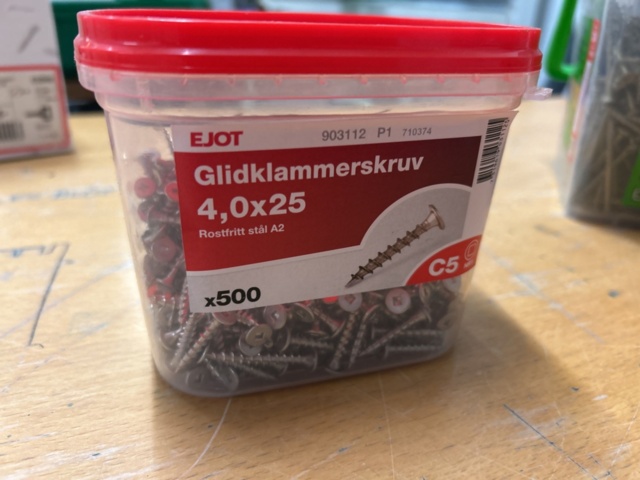 EJOT
903112 P1 710374
Glidklammerskruv
4,0x25
Rostfritt stål A2
C5
x500